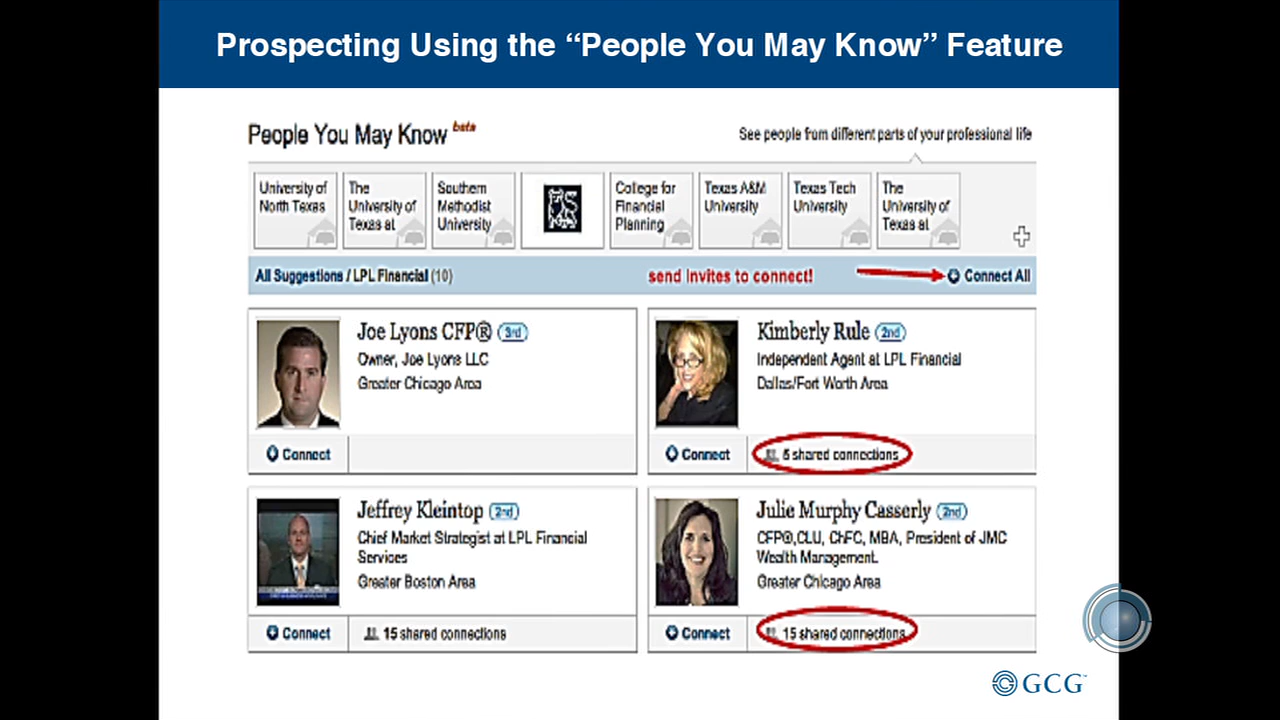 Prospecting Using the “People You May Know” Feature
People You May Know beta
See people from different parts of your professional life
University of
North Texas
The
University of
Texas at
Southern
Methodist
University
College for
Financial
Planning
Texas A&M
University
Texas Tech
University
The
University of
Texas at
All Suggestions / LPL Financial (10)
send invites to connect!
Connect All
Joe Lyons CFP® 3rd
Owner, Joe Lyons LLC
Greater Chicago Area
Connect
Kimberly Rule 2nd
Independent Agent at LPL Financial
Dallas/Fort Worth Area
Connect
5 shared connections
Jeffrey Kleintop 2nd
Chief Market Strategist at LPL Financial
Services
Greater Boston Area
Connect
15 shared connections
Julie Murphy Casserly 2nd
CFP®,CLU, ChFC, MBA, President of JMC
Wealth Management.
Greater Chicago Area
Connect
15 shared connections
GCG